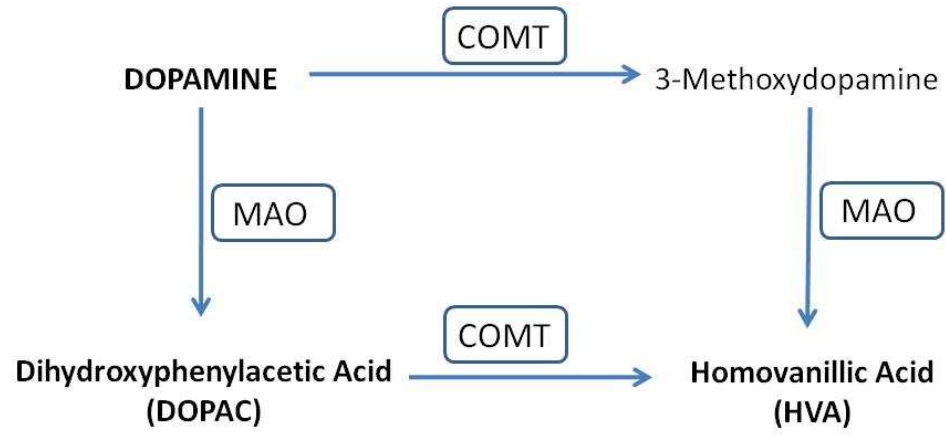 COMT
DOPAMINE
3-Methoxydopamine
MAO
MAO
COMT
Dihydroxyphenylacetic Acid
(DOPAC)
Homovanillic Acid
(HVA)